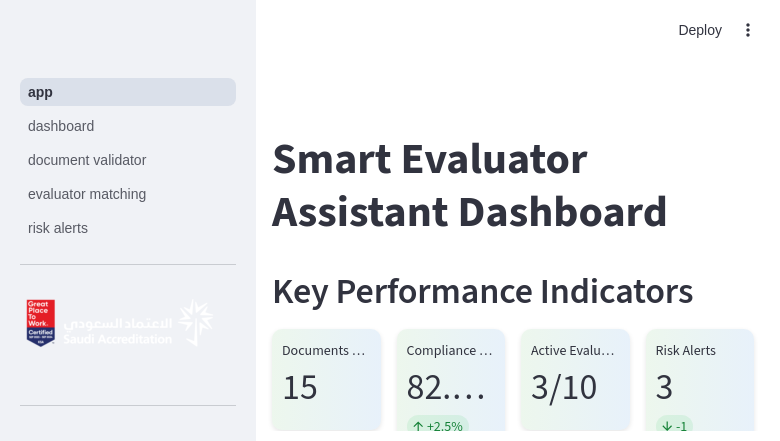 Deploy
app
dashboard
document validator
evaluator matching
risk alerts
Great
Place
To
Work.
Certified
الاعتماد السعودي
Saudi Accreditation
Smart Evaluator
Assistant Dashboard
Key Performance Indicators
Documents …
15
Compliance …
82.…
+2.5%
Active Evalu…
3/10
Risk Alerts
3
-1